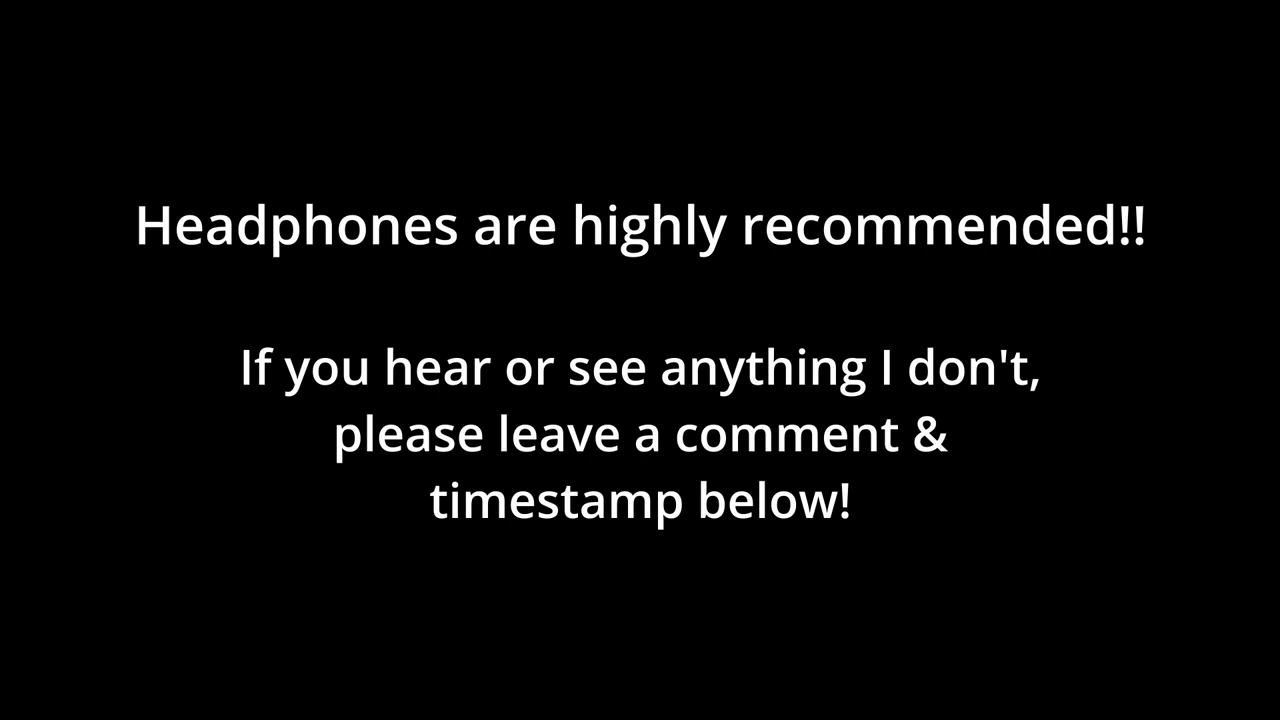 Headphones are highly recommended!!
If you hear or see anything I don't,
please leave a comment &
timestamp below!